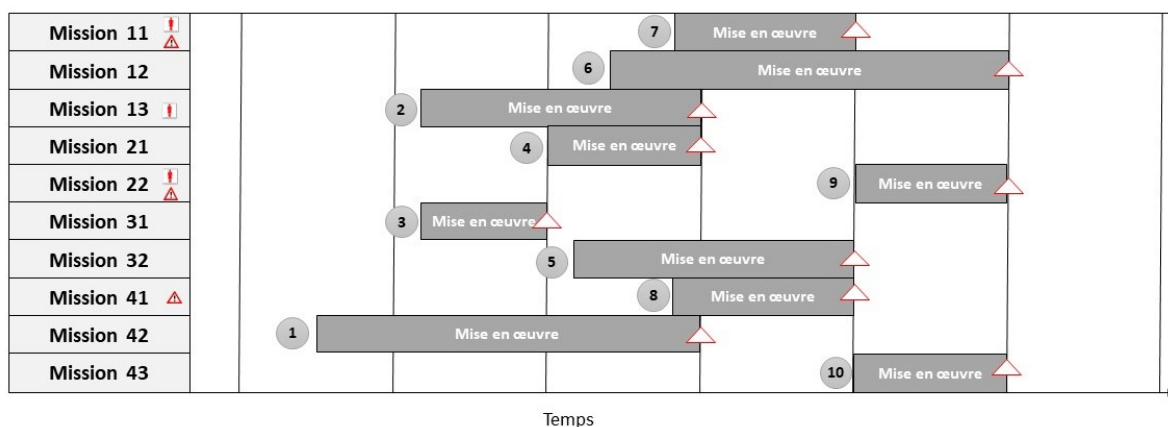 Mission 11 7 Mise en œuvre
Mission 12 6 Mise en œuvre
Mission 13 2 Mise en œuvre
Mission 21 4 Mise en œuvre
Mission 22 9 Mise en œuvre
Mission 31 3 Mise en œuvre
Mission 32 5 Mise en œuvre
Mission 41 8 Mise en œuvre
Mission 42 1 Mise en œuvre
Mission 43 10 Mise en œuvre
Temps